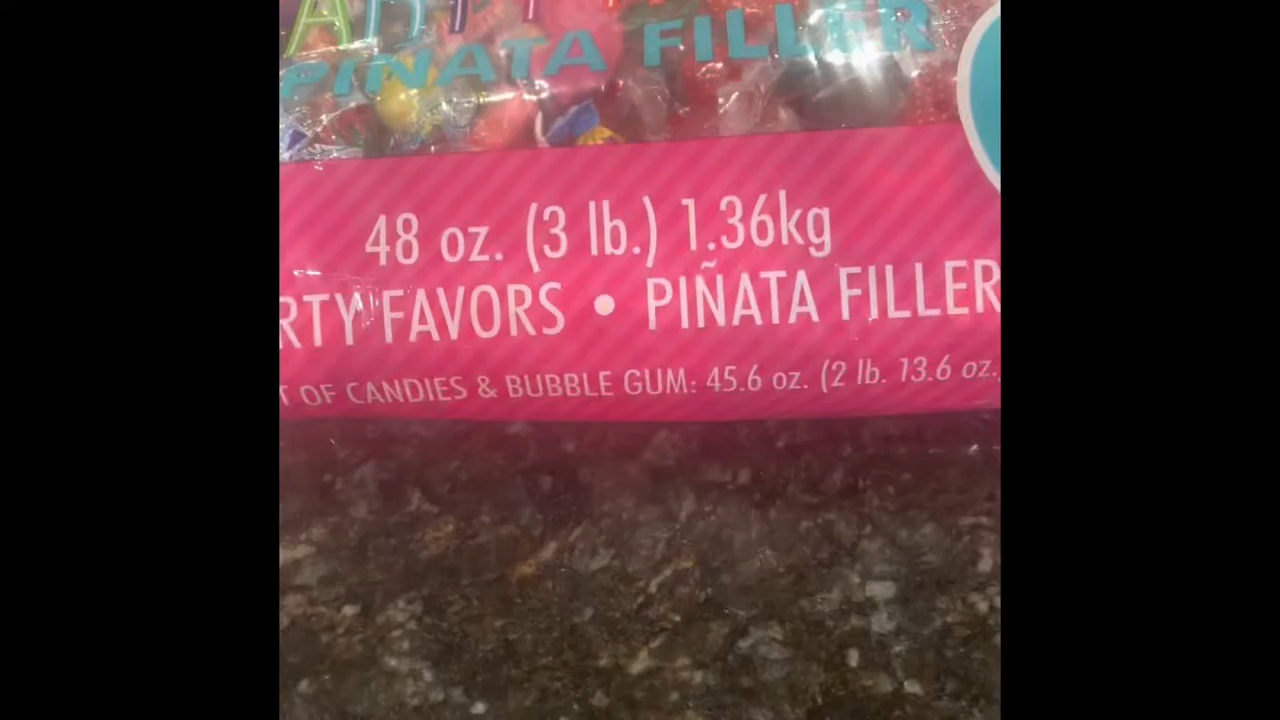 PIÑATA FILLER
48 oz. (3 lb.) 1.36kg
RTY FAVORS • PIÑATA FILLER
T OF CANDIES & BUBBLE GUM: 45.6 oz. (2 lb. 13.6 oz.